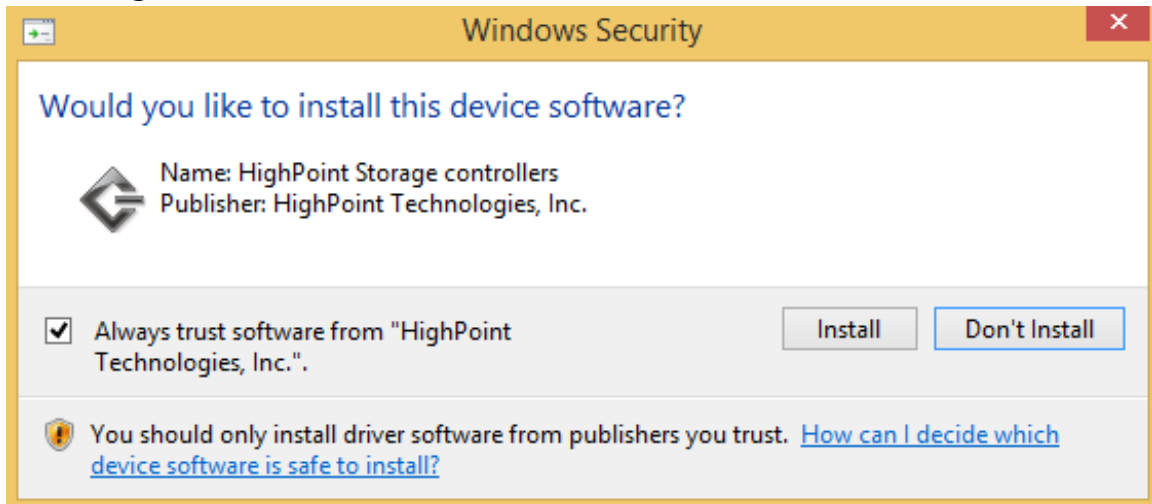 Windows Security
Would you like to install this device software?
Name: HighPoint Storage controllers
Publisher: HighPoint Technologies, Inc.
Always trust software from "HighPoint
Technologies, Inc.".
Install
Don't Install
You should only install driver software from publishers you trust. How can I decide which
device software is safe to install?